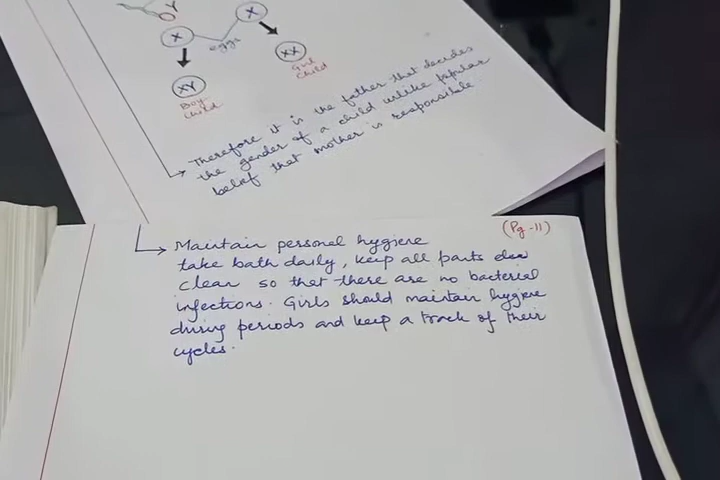 Y
X
X
eggs
XY
XX
Boy
child
Girl
child
Therefore it is the father that decides
the gender of a child unlike popular
belief that mother is responsible
(Pg-11)
Maintain personal hygiene
take bath daily, keep all parts
clean so that there are no bacterial
infections. Girls should maintain hygiene
during periods and keep a track of their
cycles.